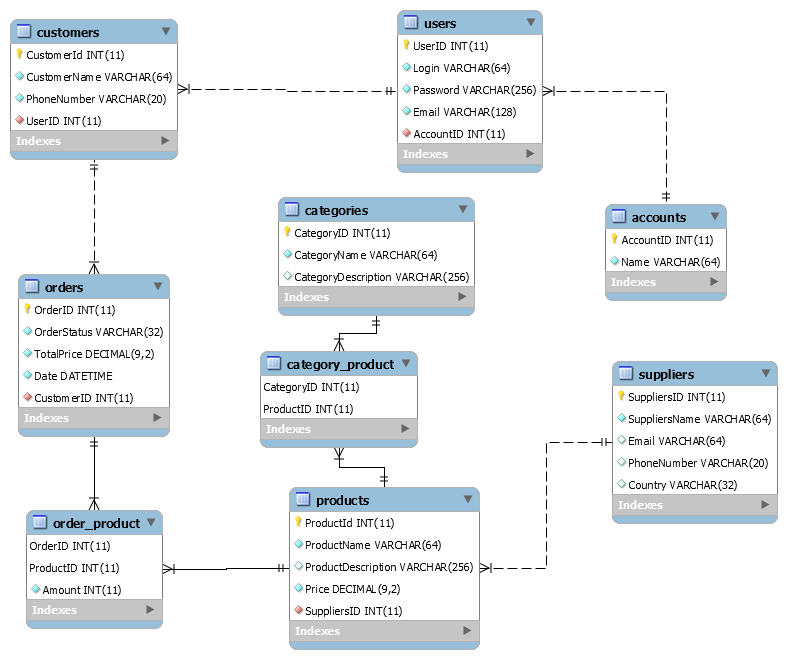 customers
CustomerId INT(11)
CustomerName VARCHAR(64)
PhoneNumber VARCHAR(20)
UserID INT(11)
Indexes
users
UserID INT(11)
Login VARCHAR(64)
Password VARCHAR(256)
Email VARCHAR(128)
AccountID INT(11)
Indexes
categories
CategoryID INT(11)
CategoryName VARCHAR(64)
CategoryDescription VARCHAR(256)
Indexes
accounts
AccountID INT(11)
Name VARCHAR(64)
Indexes
orders
OrderID INT(11)
OrderStatus VARCHAR(32)
TotalPrice DECIMAL(9,2)
Date DATETIME
CustomerID INT(11)
Indexes
category_product
CategoryID INT(11)
ProductID INT(11)
Indexes
suppliers
SuppliersID INT(11)
SuppliersName VARCHAR(64)
Email VARCHAR(64)
PhoneNumber VARCHAR(20)
Country VARCHAR(32)
Indexes
order_product
OrderID INT(11)
ProductID INT(11)
Amount INT(11)
Indexes
products
ProductId INT(11)
ProductName VARCHAR(64)
ProductDescription VARCHAR(256)
Price DECIMAL(9,2)
SuppliersID INT(11)
Indexes